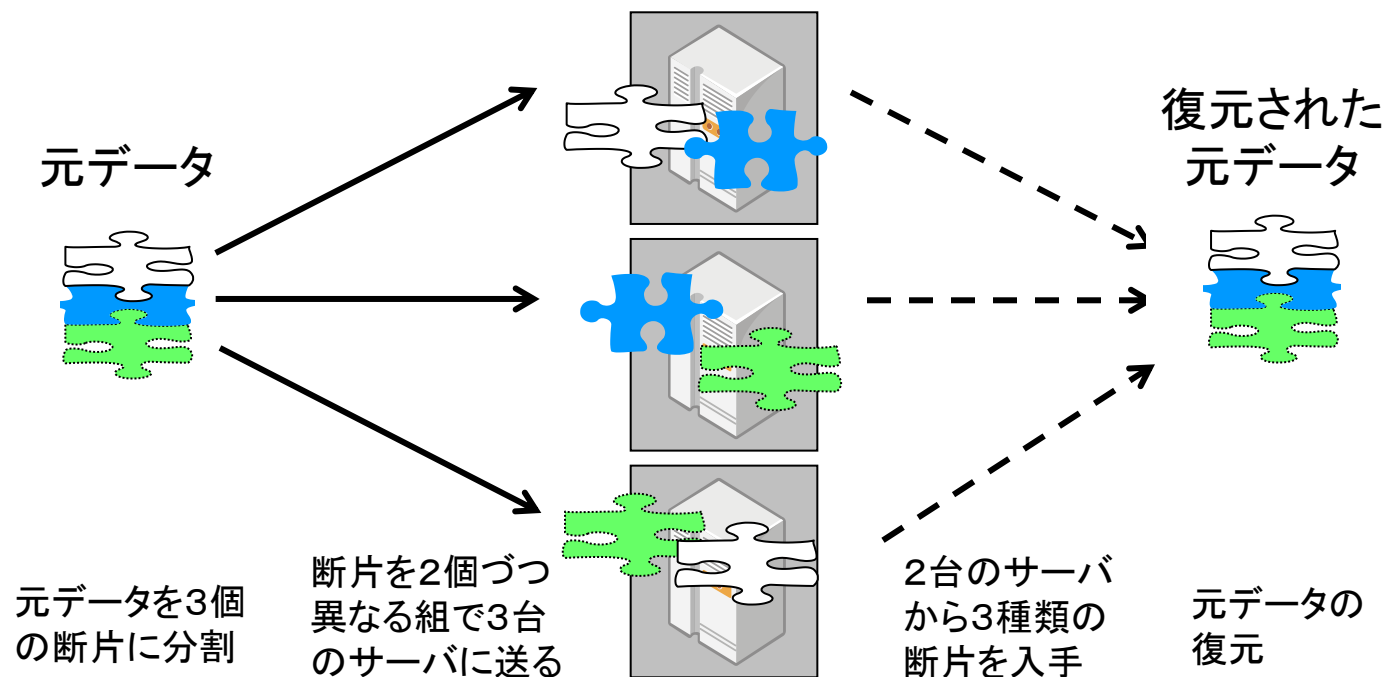 元データ
復元された
元データ
元データを３個
の断片に分割
断片を２個づつ
異なる組で３台
のサーバに送る
２台のサーバ
から３種類の
断片を入手
元データの
復元